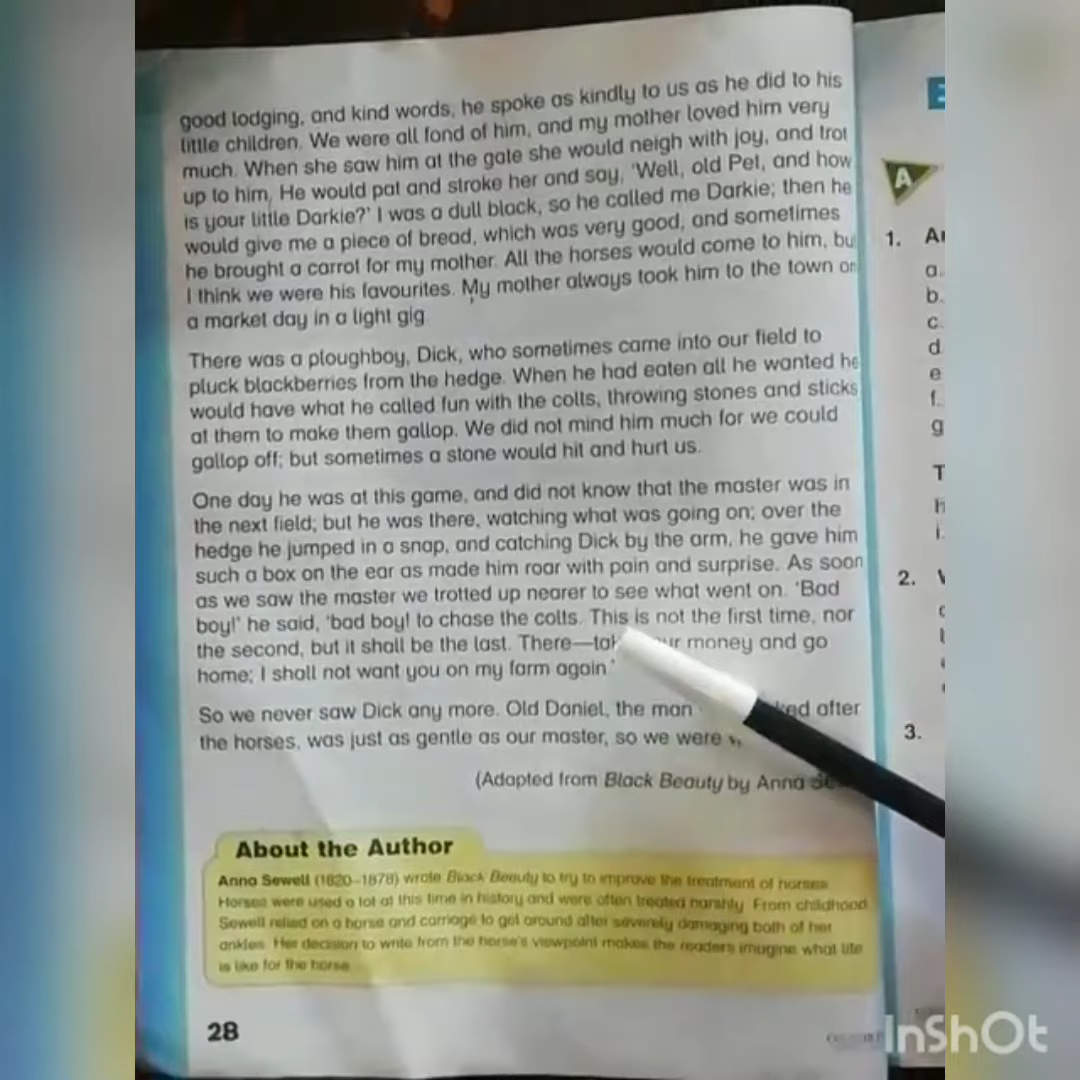 good lodging, and kind words; he spoke as kindly to us as he did to his
little children. We were all fond of him, and my mother loved him very
much. When she saw him at the gate she would neigh with joy, and trot
up to him. He would pat and stroke her and say, 'Well, old Pet, and how
is your little Darkie?' I was a dull black, so he called me Darkie; then he
would give me a piece of bread, which was very good, and sometimes
he brought a carrot for my mother. All the horses would come to him, bu
I think we were his favourites. My mother always took him to the town on
a market day in a light gig.
There was a ploughboy, Dick, who sometimes came into our field to
pluck blackberries from the hedge. When he had eaten all he wanted he
would have what he called fun with the colts, throwing stones and sticks
at them to make them gallop. We did not mind him much for we could
gallop off; but sometimes a stone would hit and hurt us.
One day he was at this game, and did not know that the master was in
the next field; but he was there, watching what was going on; over the
hedge he jumped in a snap, and catching Dick by the arm, he gave him
such a box on the ear as made him roar with pain and surprise. As soon
as we saw the master we trotted up nearer to see what went on. 'Bad
boy!' he said, 'bad boy! to chase the colts. This is not the first time, nor
the second, but it shall be the last. There—tak ur money and go
home; I shall not want you on my farm again.'
So we never saw Dick any more. Old Daniel, the man ked after
the horses, was just as gentle as our master, so we were
(Adapted from Black Beauty by Anna
About the Author
Anna Sewell (1820–1878) wrote Black Beauty to try to improve the treatment of horses.
Horses were used a lot at this time in history and were often treated harshly. From childhood
Sewell relied on a horse and carriage to get around after severely damaging both of her
ankles. Her decision to write from the horse's viewpoint makes the readers imagine what life
is like for the horse.
28
A
1. A
a.
b.
c.
d
e
f.
g
T
h
i.
2.
3.
InShOt